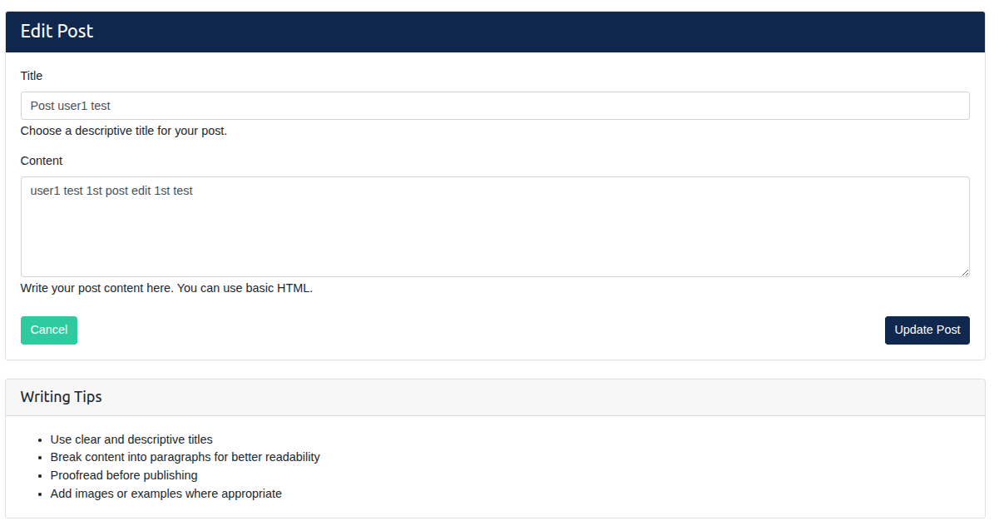 Edit Post
Title
Post user1 test
Choose a descriptive title for your post.
Content
user1 test 1st post edit 1st test
Write your post content here. You can use basic HTML.
Cancel
Update Post
Writing Tips
• Use clear and descriptive titles
• Break content into paragraphs for better readability
• Proofread before publishing
• Add images or examples where appropriate